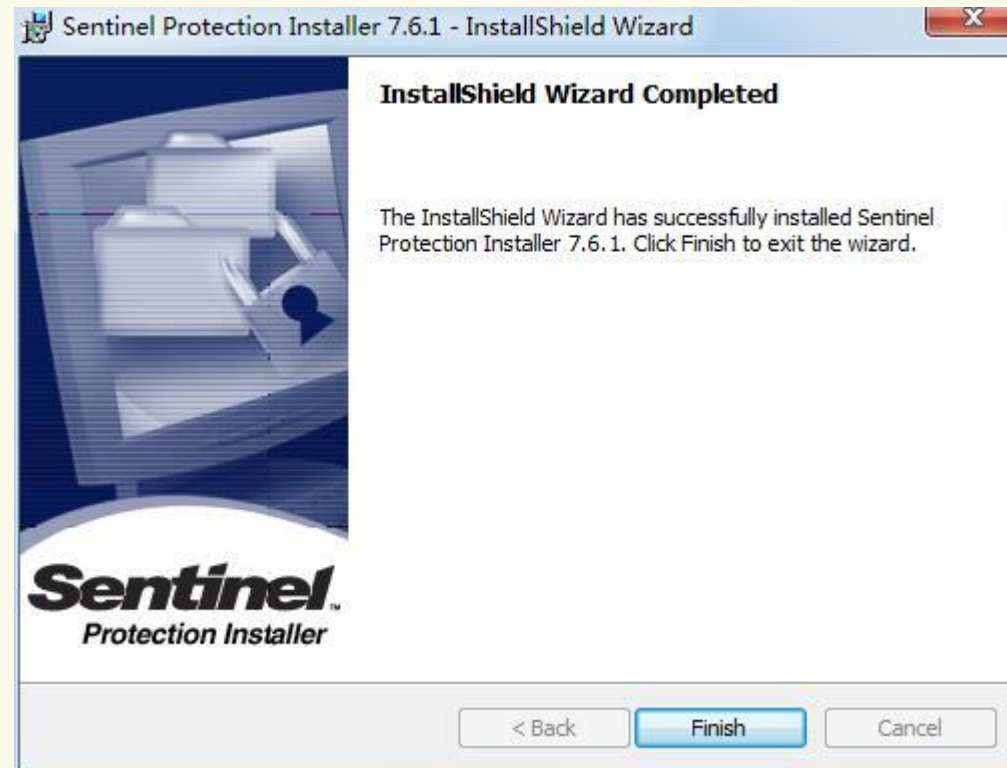 Sentinel Protection Installer 7.6.1 - InstallShield Wizard
InstallShield Wizard Completed
The InstallShield Wizard has successfully installed Sentinel
Protection Installer 7.6.1. Click Finish to exit the wizard.
Sentinel™
Protection Installer
< Back
Finish
Cancel